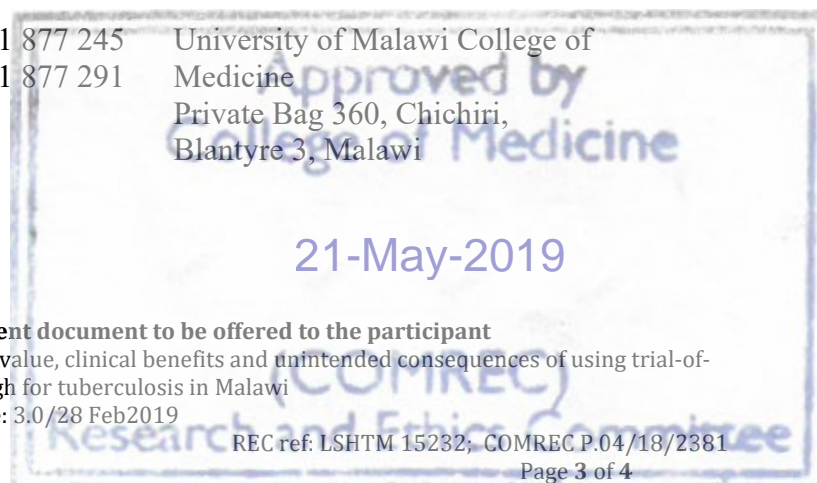 1 877 245 University of Malawi College of
1 877 291 Medicine
Private Bag 360, Chichiri,
Blantyre 3, Malawi
Approved by
College of Medicine
21-May-2019
ent document to be offered to the participant
value, clinical benefits and unintended consequences of using trial-of-
gh for tuberculosis in Malawi
: 3.0/28 Feb2019
(COMREC)
Research and Ethics Committee
REC ref: LSHTM 15232; COMREC P.04/18/2381
Page 3 of 4